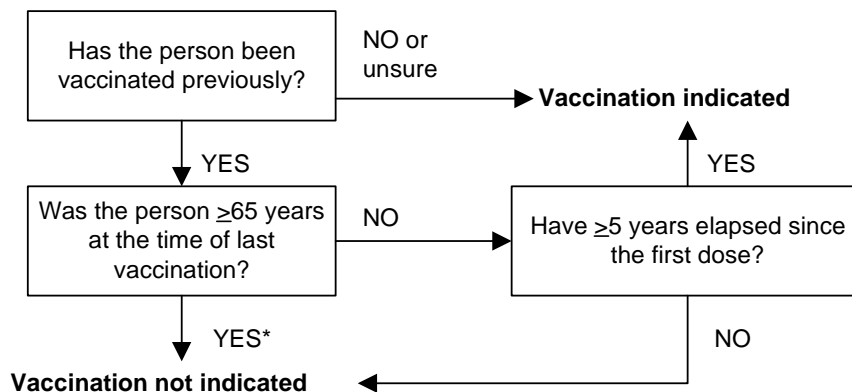 Has the person been
vaccinated previously?
NO or
unsure
Vaccination indicated
YES
YES
Was the person ≥65 years
at the time of last
vaccination?
NO
Have ≥5 years elapsed since
the first dose?
YES*
NO
Vaccination not indicated